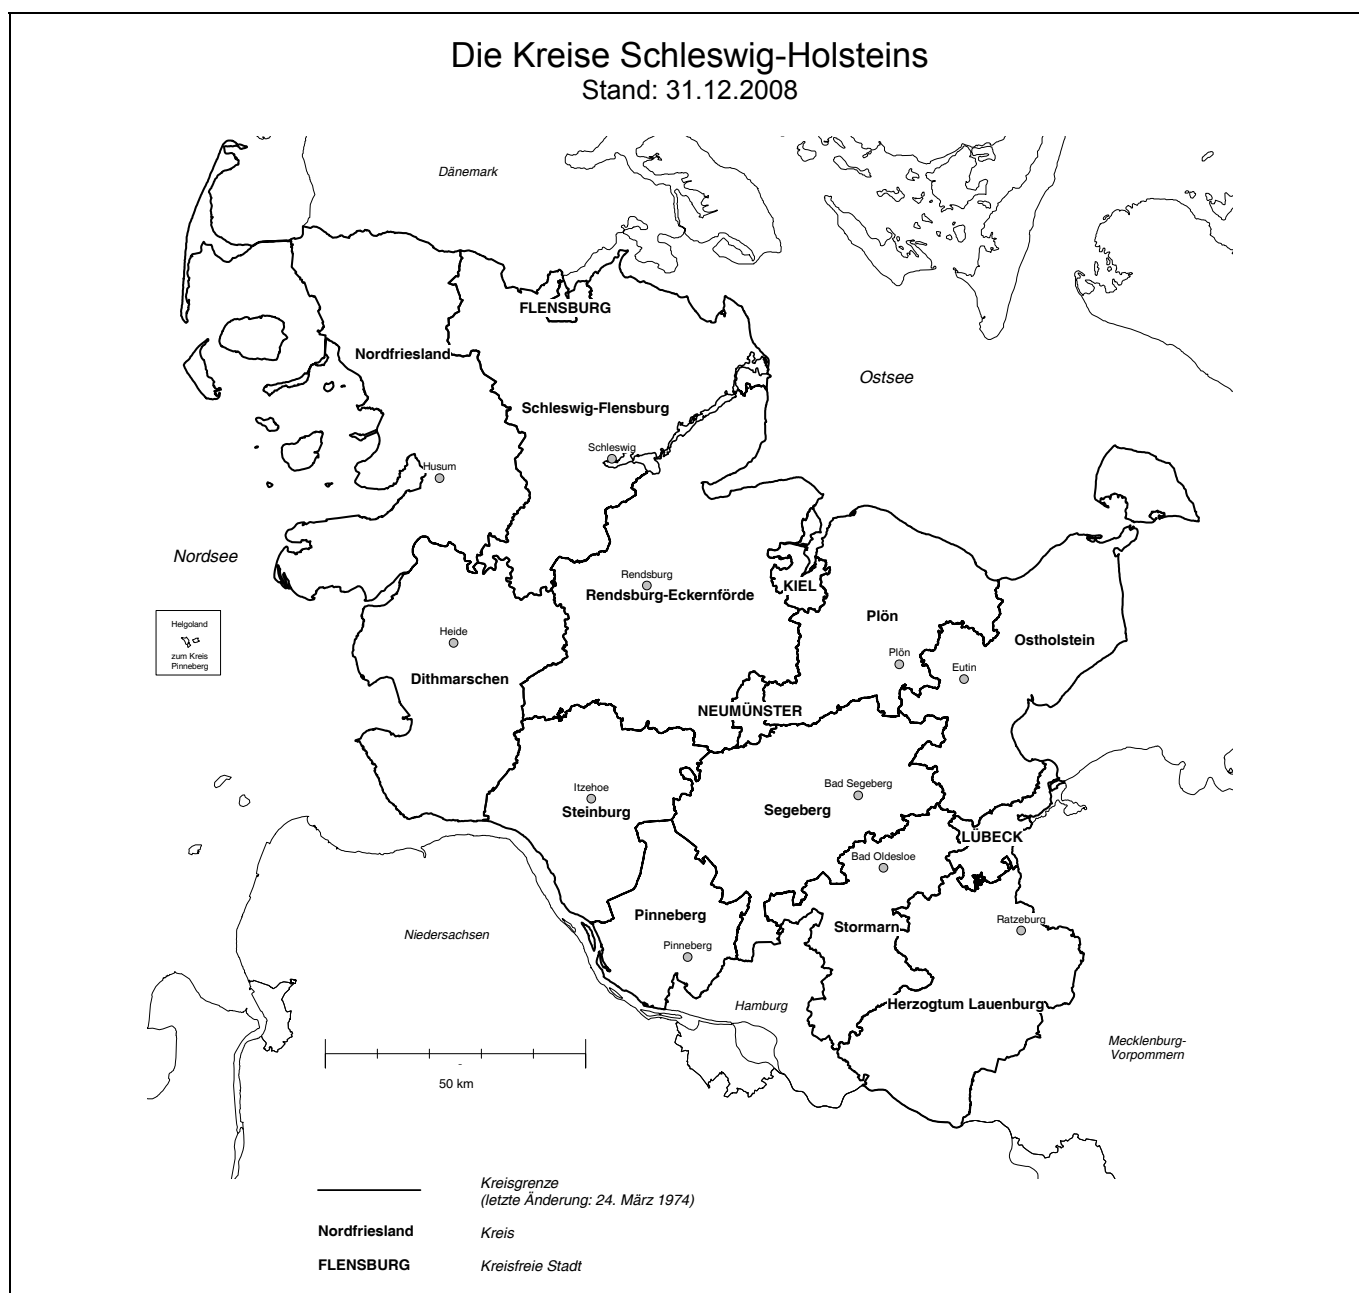 Die Kreise Schleswig-Holsteins
Stand: 31.12.2008
Dänemark
FLENSBURG
Nordfriesland
Ostsee
Schleswig-Flensburg
Schleswig
Husum
Nordsee
Rendsburg
Rendsburg-Eckernförde
KIEL
Plön
Helgoland
zum Kreis
Pinneberg
Heide
Ostholstein
Plön
Eutin
Dithmarschen
NEUMÜNSTER
Itzehoe
Steinburg
Bad Segeberg
Segeberg
LÜBECK
Bad Oldesloe
Pinneberg
Stormarn
Ratzeburg
Niedersachsen
Pinneberg
Hamburg
Herzogtum Lauenburg
Mecklenburg-
Vorpommern
50 km
Kreisgrenze
(letzte Änderung: 24. März 1974)
Nordfriesland
Kreis
FLENSBURG
Kreisfreie Stadt